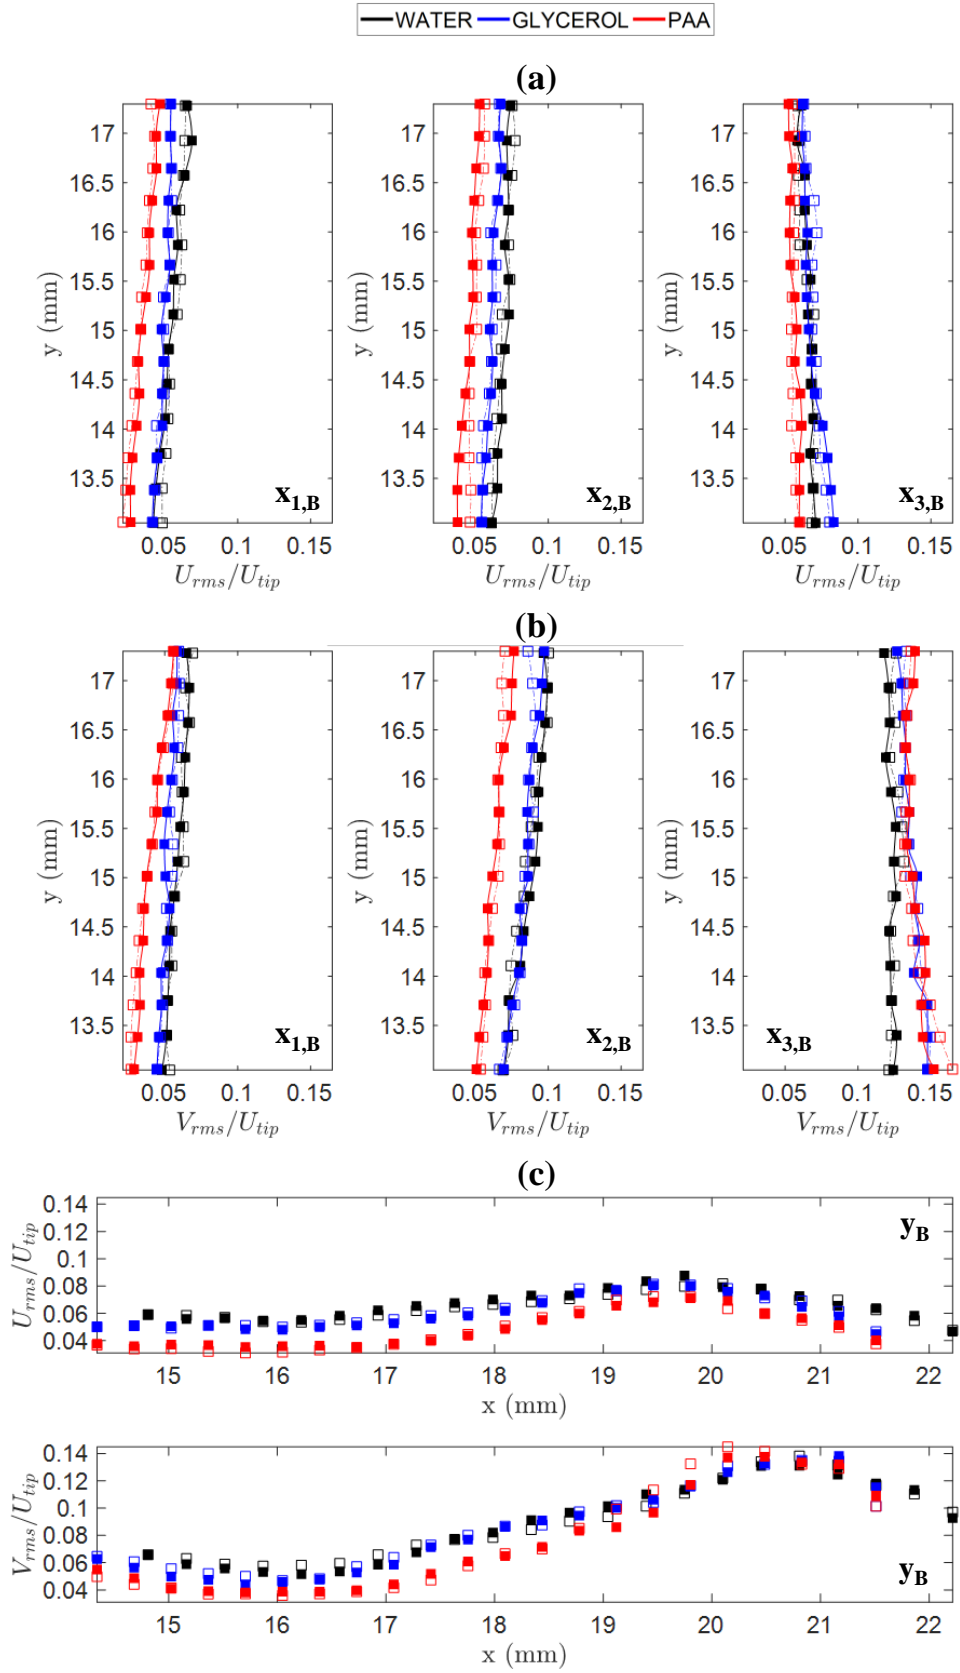 WATER GLYCEROL PAA
(a)
17
16.5
16
15.5
15
14.5
14
13.5
y (mm)
x1,B
0.05 0.1 0.15
Urms/Utip
17
16.5
16
15.5
15
14.5
14
13.5
y (mm)
x2,B
0.05 0.1 0.15
Urms/Utip
17
16.5
16
15.5
15
14.5
14
13.5
y (mm)
x3,B
0.05 0.1 0.15
Urms/Utip
(b)
17
16.5
16
15.5
15
14.5
14
13.5
y (mm)
x1,B
0.05 0.1 0.15
Vrms/Utip
17
16.5
16
15.5
15
14.5
14
13.5
y (mm)
x2,B
0.05 0.1 0.15
Vrms/Utip
17
16.5
16
15.5
15
14.5
14
13.5
y (mm)
x3,B
0.05 0.1 0.15
Vrms/Utip
(c)
0.14
0.12
0.1
0.08
0.06
0.04
Urms/Utip
yB
15 16 17 18 19 20 21 22
x (mm)
0.14
0.12
0.1
0.08
0.06
0.04
Vrms/Utip
yB
15 16 17 18 19 20 21 22
x (mm)